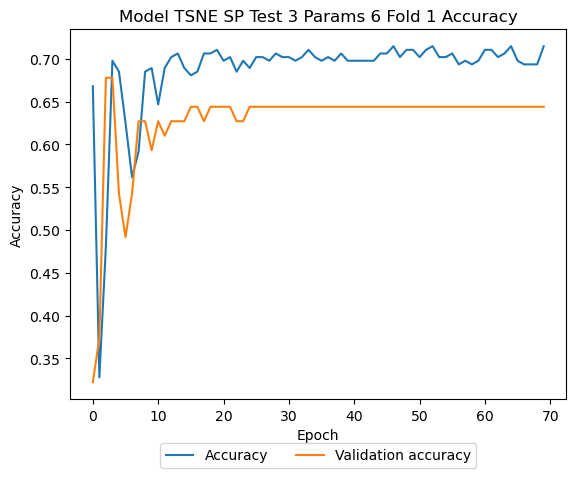 Model TSNE SP Test 3 Params 6 Fold 1 Accuracy
Accuracy
0.70
0.65
0.60
0.55
0.50
0.45
0.40
0.35
0 10 20 30 40 50 60 70
Epoch
Accuracy Validation accuracy